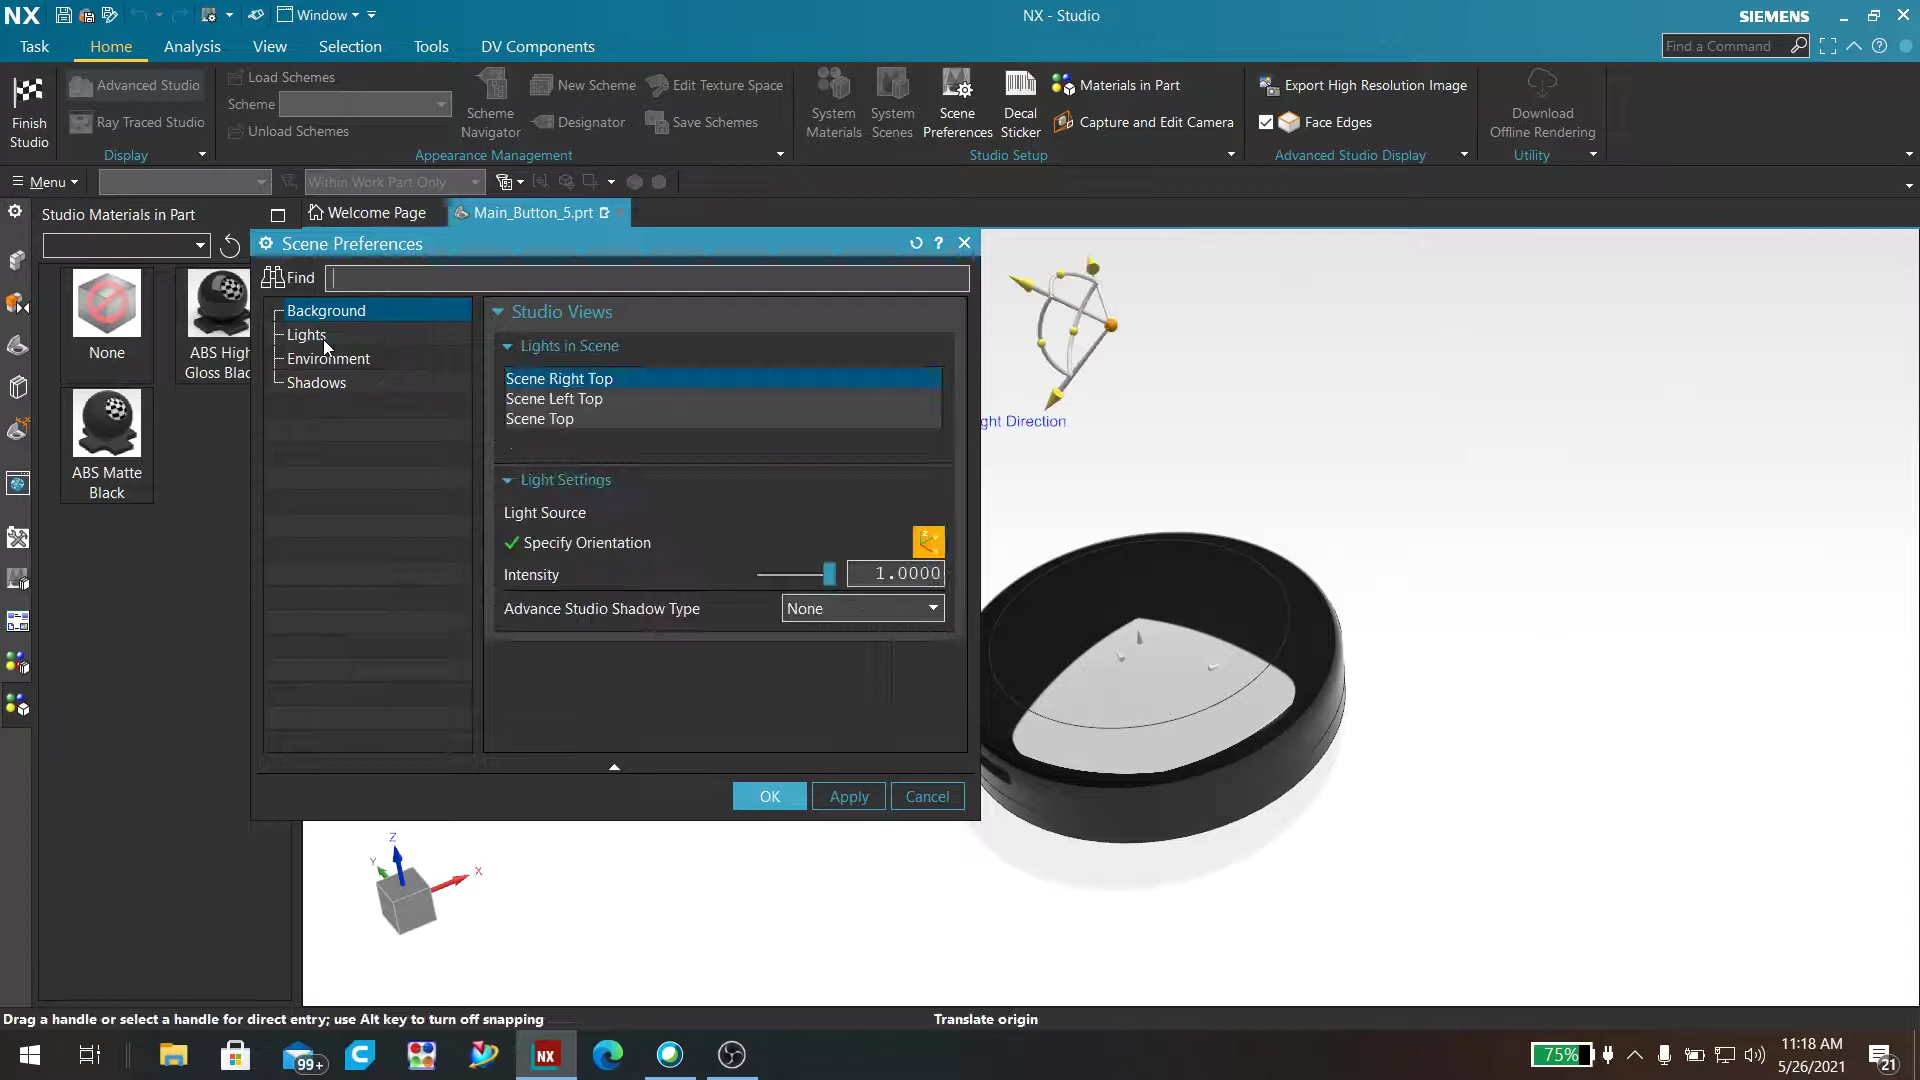 NX
Window
NX - Studio
SIEMENS
Task
Home
Analysis
View
Selection
Tools
DV Components
Find a Command
Finish
Studio
Advanced Studio
Ray Traced Studio
Display
Load Schemes
Scheme
Unload Schemes
Scheme
Navigator
New Scheme
Designator
Edit Texture Space
Save Schemes
Appearance Management
System
Materials
System
Scenes
Scene
Preferences
Decal
Sticker
Materials in Part
Capture and Edit Camera
Studio Setup
Export High Resolution Image
Face Edges
Advanced Studio Display
Download
Offline Rendering
Utility
Menu
Within Work Part Only
Studio Materials in Part
Welcome Page
Main_Button_5.prt
None
ABS High
Gloss Blac
ABS Matte
Black
Scene Preferences
Find
Background
Lights
Environment
Shadows
Studio Views
Lights in Scene
Scene Right Top
Scene Left Top
Scene Top
Light Settings
Light Source
Specify Orientation
Intensity
1.0000
Advance Studio Shadow Type
None
OK
Apply
Cancel
ght Direction
Z
Y
X
Drag a handle or select a handle for direct entry; use Alt key to turn off snapping
Translate origin
99+
NX
75%
11:18 AM
5/26/2021
21